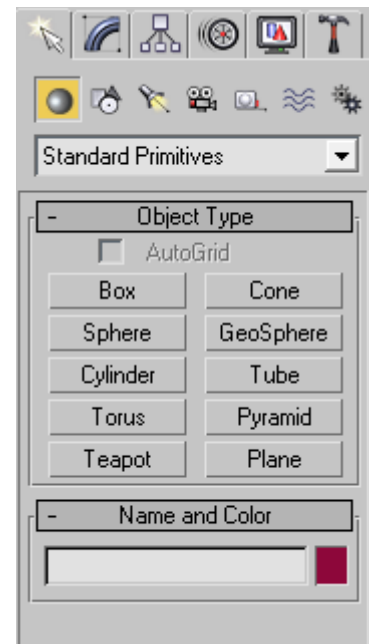 Standard Primitives
- Object Type
AutoGrid
Box Cone
Sphere GeoSphere
Cylinder Tube
Torus Pyramid
Teapot Plane
- Name and Color